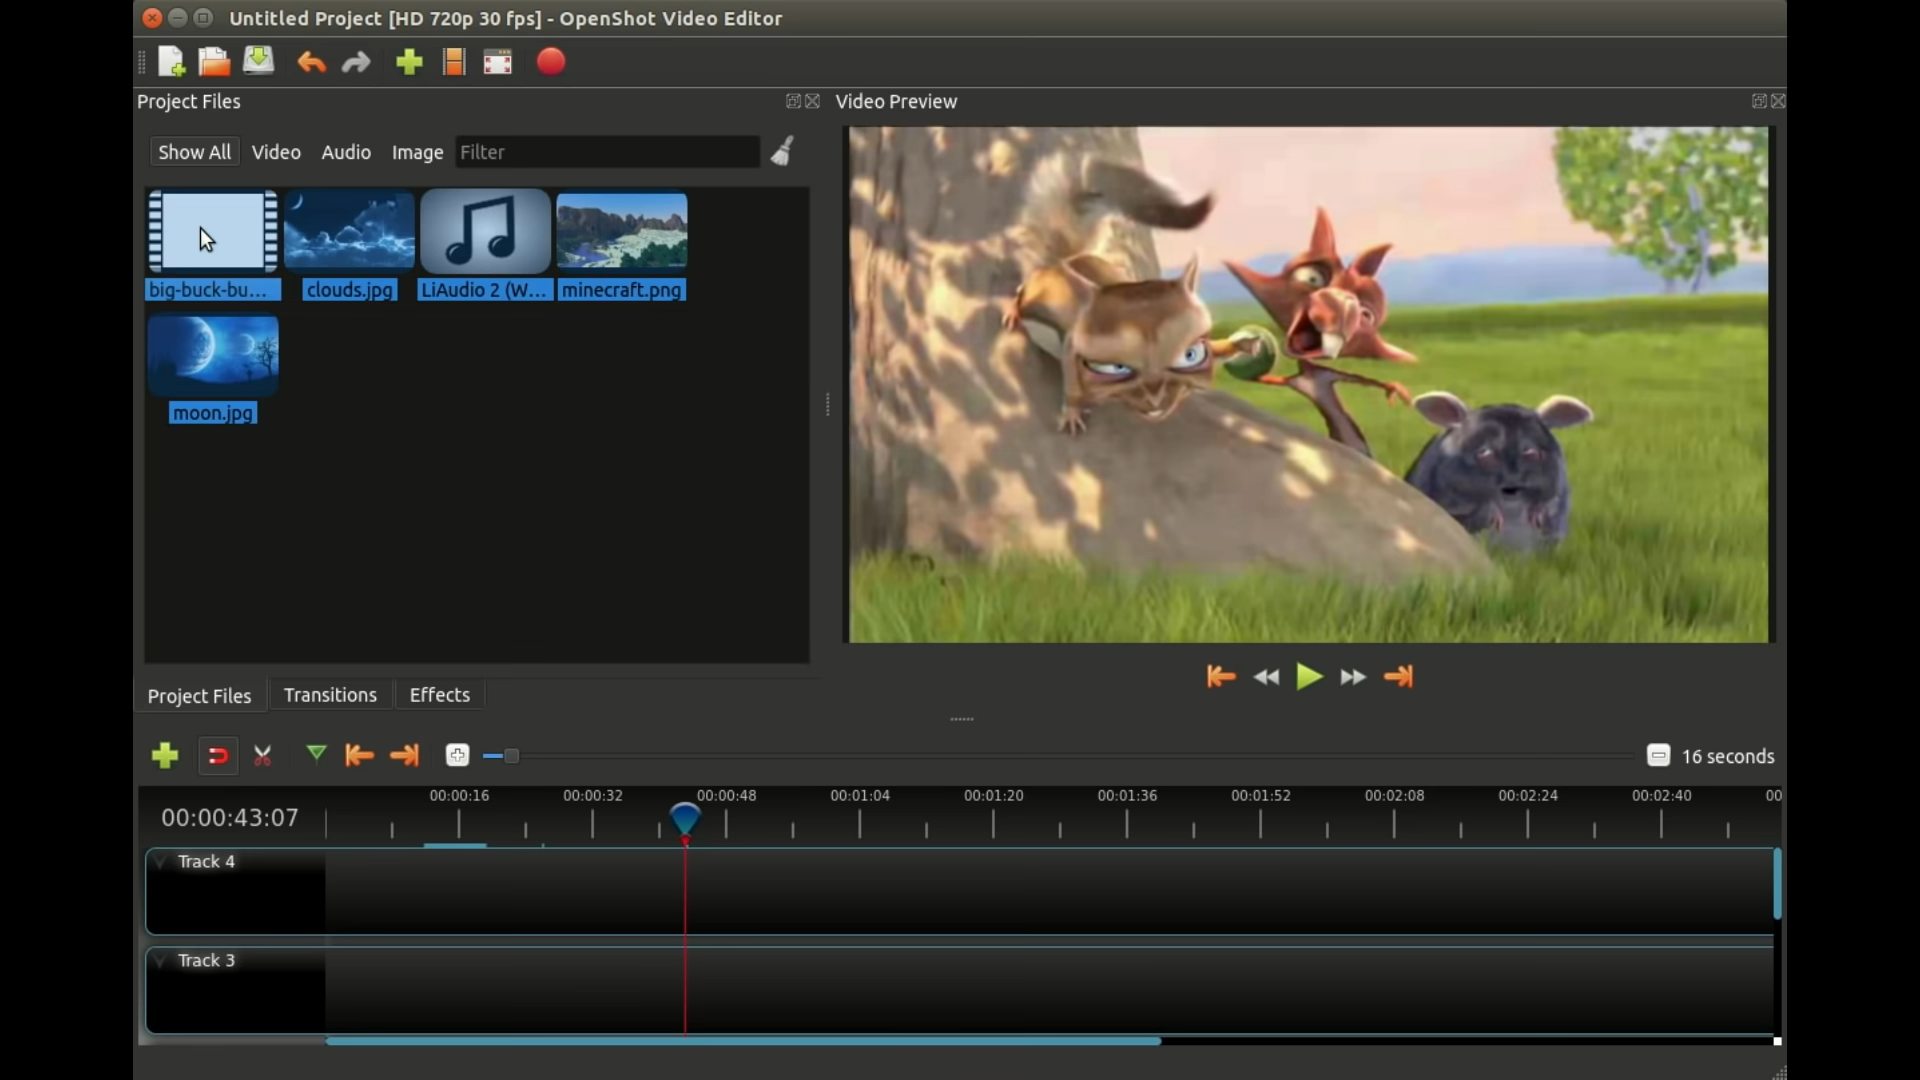 Untitled Project [HD 720p 30 fps] - OpenShot Video Editor
Project Files
Video Preview
Show All Video Audio Image Filter
big-buck-bu... clouds.jpg LiAudio 2 (W... minecraft.png
moon.jpg
Project Files Transitions Effects
16 seconds
00:00:43:07
00:00:16 00:00:32 00:00:48 00:01:04 00:01:20 00:01:36 00:01:52 00:02:08 00:02:24 00:02:40 00
Track 4
Track 3